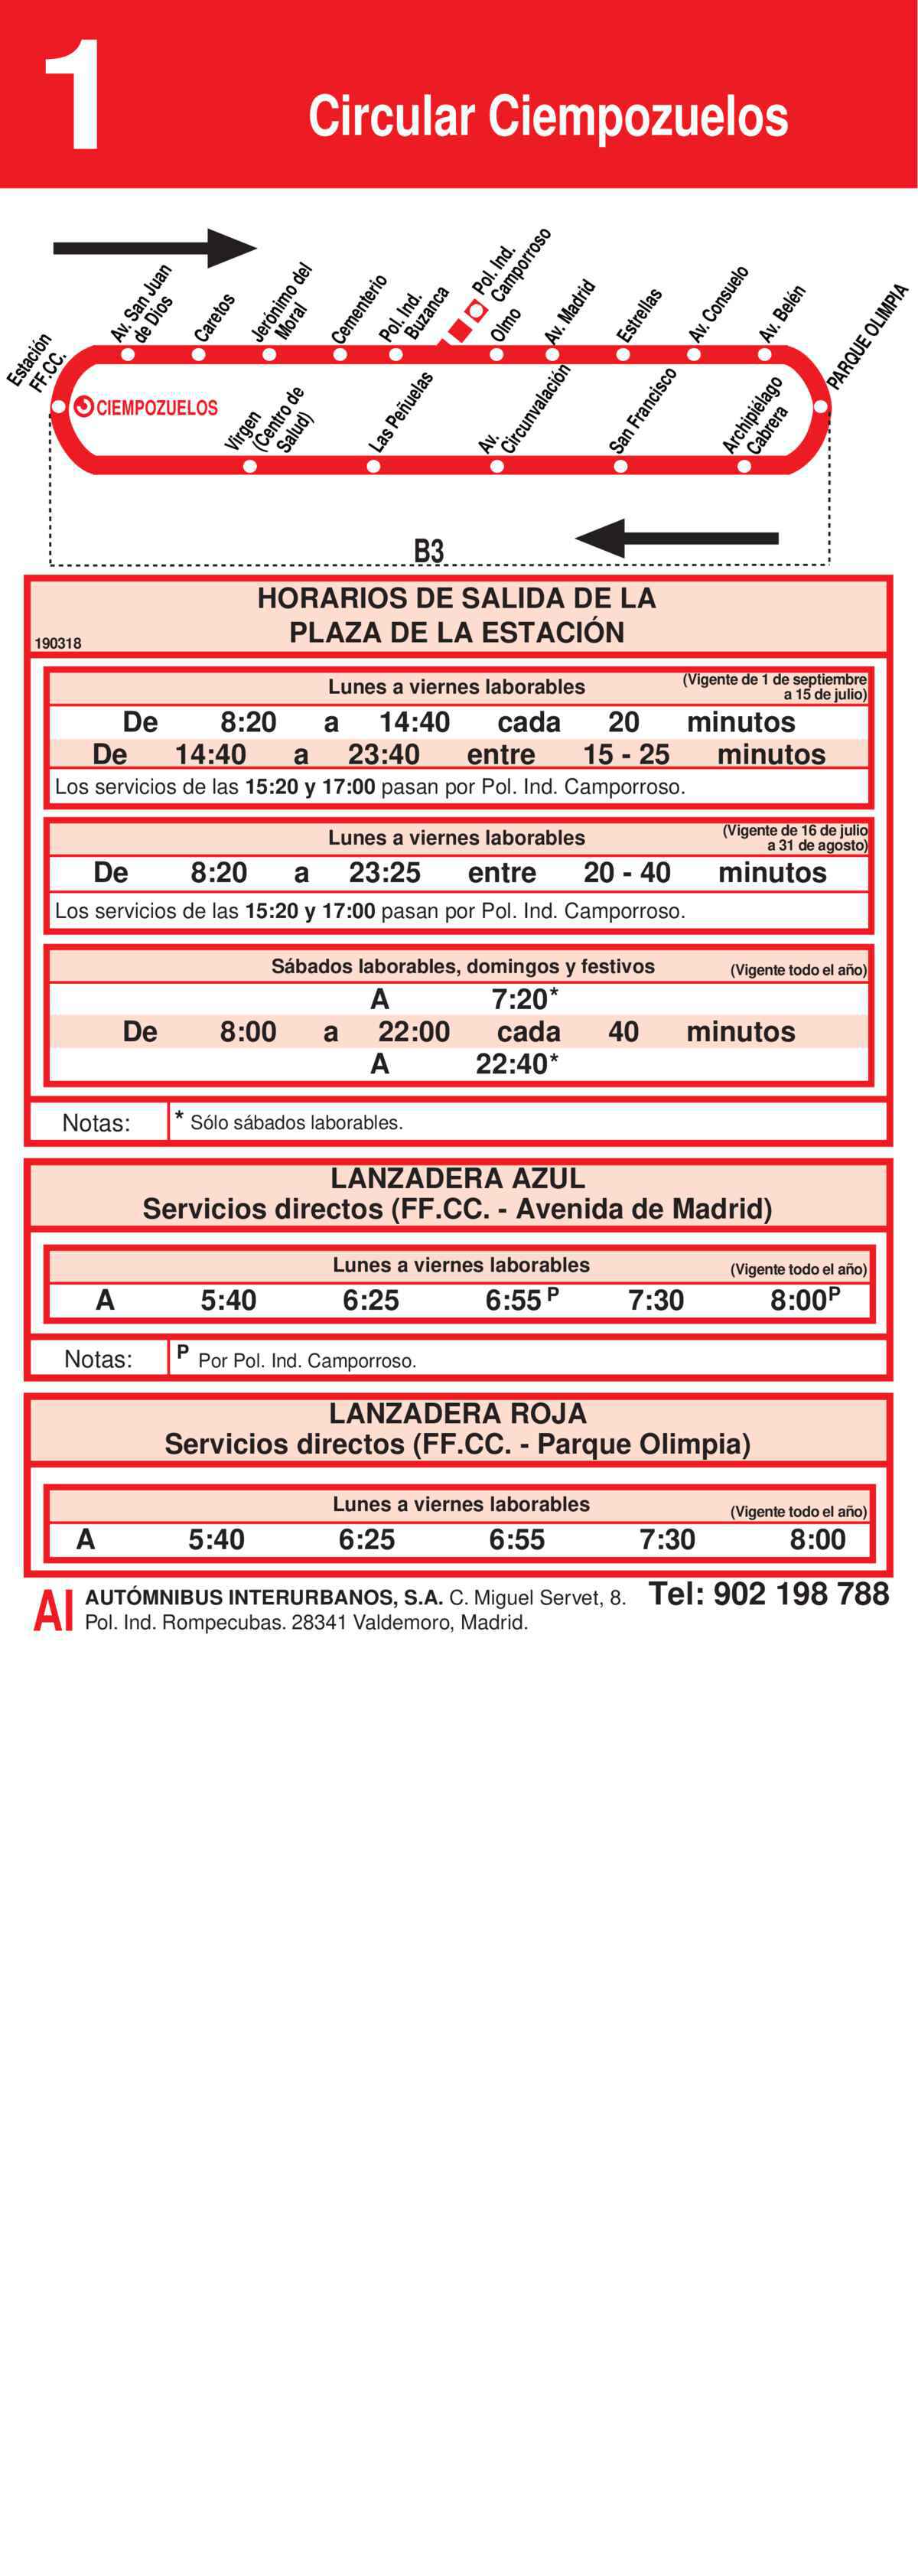 1
Circular Ciempozuelos
Estación
FF.CC.
Av. San Juan
de Dios
Caretos
Jerónimo del
Moral
Cementerio
Pol. Ind.
Buzanca
Pol. Ind.
Camporroso
Olmo
Av. Madrid
Estrellas
Av. Consuelo
Av. Belén
PARQUE OLIMPIA
CIEMPOZUELOS
Virgen
(Centro de
Salud)
Las Peñuelas
Av.
Circunvalación
San Francisco
Archipiélago
Cabrera
B3
HORARIOS DE SALIDA DE LA
PLAZA DE LA ESTACIÓN
190318
Lunes a viernes laborables (Vigente de 1 de septiembre
a 15 de julio)
De 8:20 a 14:40 cada 20 minutos
De 14:40 a 23:40 entre 15 - 25 minutos
Los servicios de las 15:20 y 17:00 pasan por Pol. Ind. Camporroso.
Lunes a viernes laborables (Vigente de 16 de julio
a 31 de agosto)
De 8:20 a 23:25 entre 20 - 40 minutos
Los servicios de las 15:20 y 17:00 pasan por Pol. Ind. Camporroso.
Sábados laborables, domingos y festivos (Vigente todo el año)
A 7:20*
De 8:00 a 22:00 cada 40 minutos
A 22:40*
Notas: * Sólo sábados laborables.
LANZADERA AZUL
Servicios directos (FF.CC. - Avenida de Madrid)
Lunes a viernes laborables (Vigente todo el año)
A 5:40 6:25 6:55 P 7:30 8:00P
Notas: P Por Pol. Ind. Camporroso.
LANZADERA ROJA
Servicios directos (FF.CC. - Parque Olimpia)
Lunes a viernes laborables (Vigente todo el año)
A 5:40 6:25 6:55 7:30 8:00
AI AUTÓMNIBUS INTERURBANOS, S.A. C. Miguel Servet, 8. Tel: 902 198 788
Pol. Ind. Rompecubas. 28341 Valdemoro, Madrid.